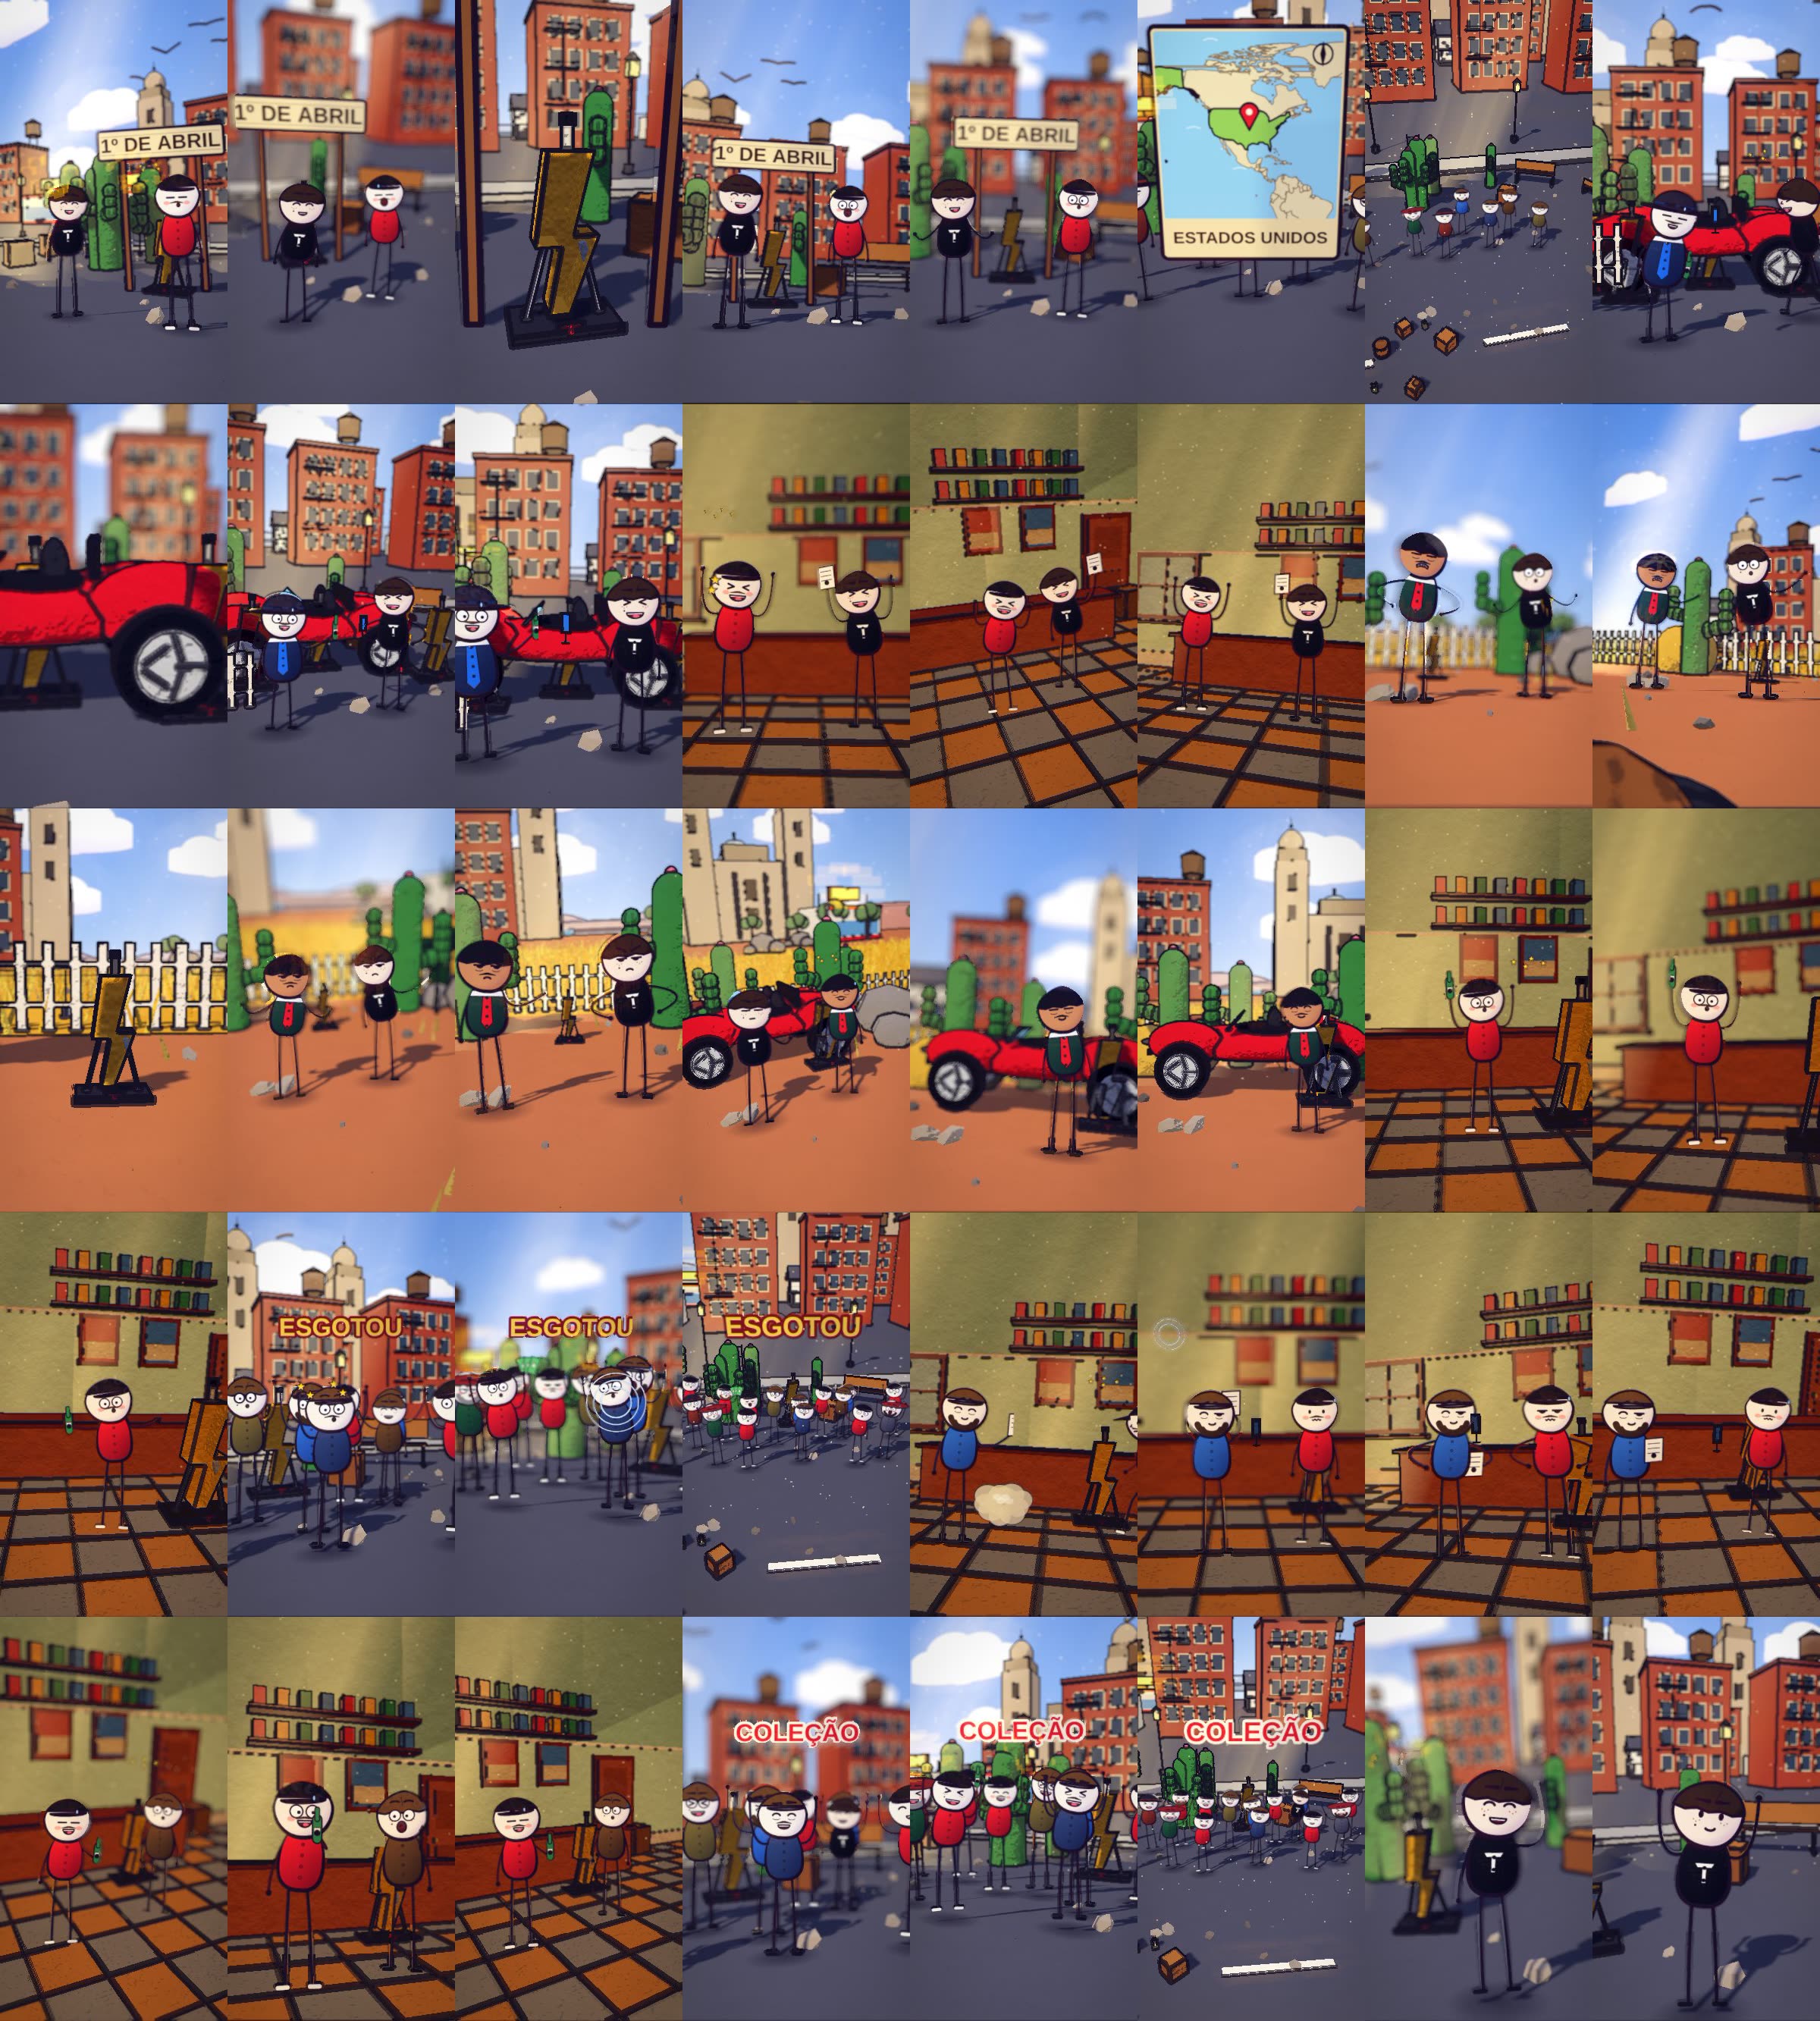 1º DE ABRIL
1º DE ABRIL
1º DE ABRIL
1º DE ABRIL
ESTADOS UNIDOS
ESGOTOU
ESGOTOU
ESGOTOU
COLEÇÃO
COLEÇÃO
COLEÇÃO